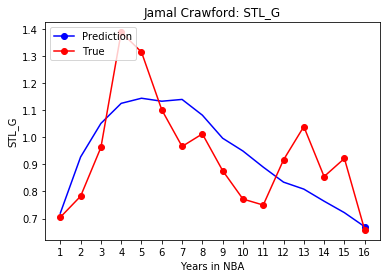 Jamal Crawford: STL_G
Prediction
True
1.4
1.3
1.2
1.1
1.0
0.9
0.8
0.7
STL_G
1 2 3 4 5 6 7 8 9 10 11 12 13 14 15 16
Years in NBA